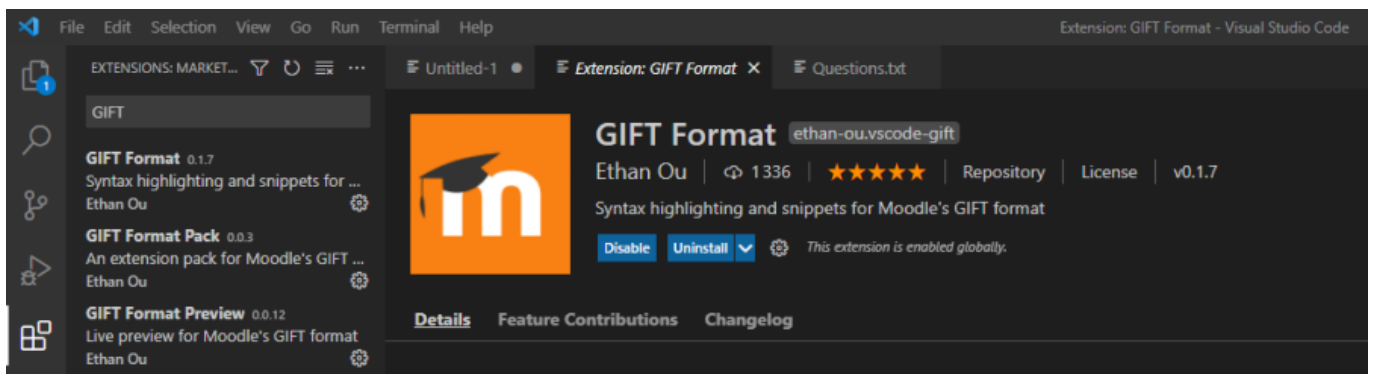 File Edit Selection View Go Run Terminal Help
Extension: GIFT Format - Visual Studio Code
EXTENSIONS: MARKET...
Untitled-1
Extension: GIFT Format
Questions.txt
1
GIFT
GIFT Format 0.1.7
Syntax highlighting and snippets for ...
Ethan Ou
GIFT Format Pack 0.0.3
An extension pack for Moodle's GIFT ...
Ethan Ou
GIFT Format Preview 0.0.12
Live preview for Moodle's GIFT format
Ethan Ou
m
GIFT Format ethan-ou.vscode-gift
Ethan Ou 1336 ★★★★★ Repository License v0.1.7
Syntax highlighting and snippets for Moodle's GIFT format
Disable Uninstall This extension is enabled globally.
Details Feature Contributions Changelog